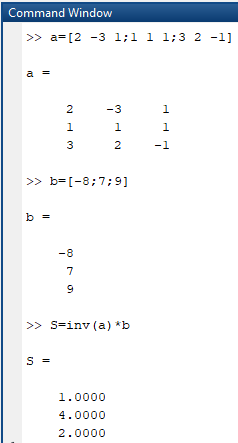 Command Window
>> a=[2 -3 1;1 1 1;3 2 -1]
a =
2 -3 1
1 1 1
3 2 -1
>> b=[-8;7;9]
b =
-8
7
9
>> S=inv(a)*b
S =
1.0000
4.0000
2.0000